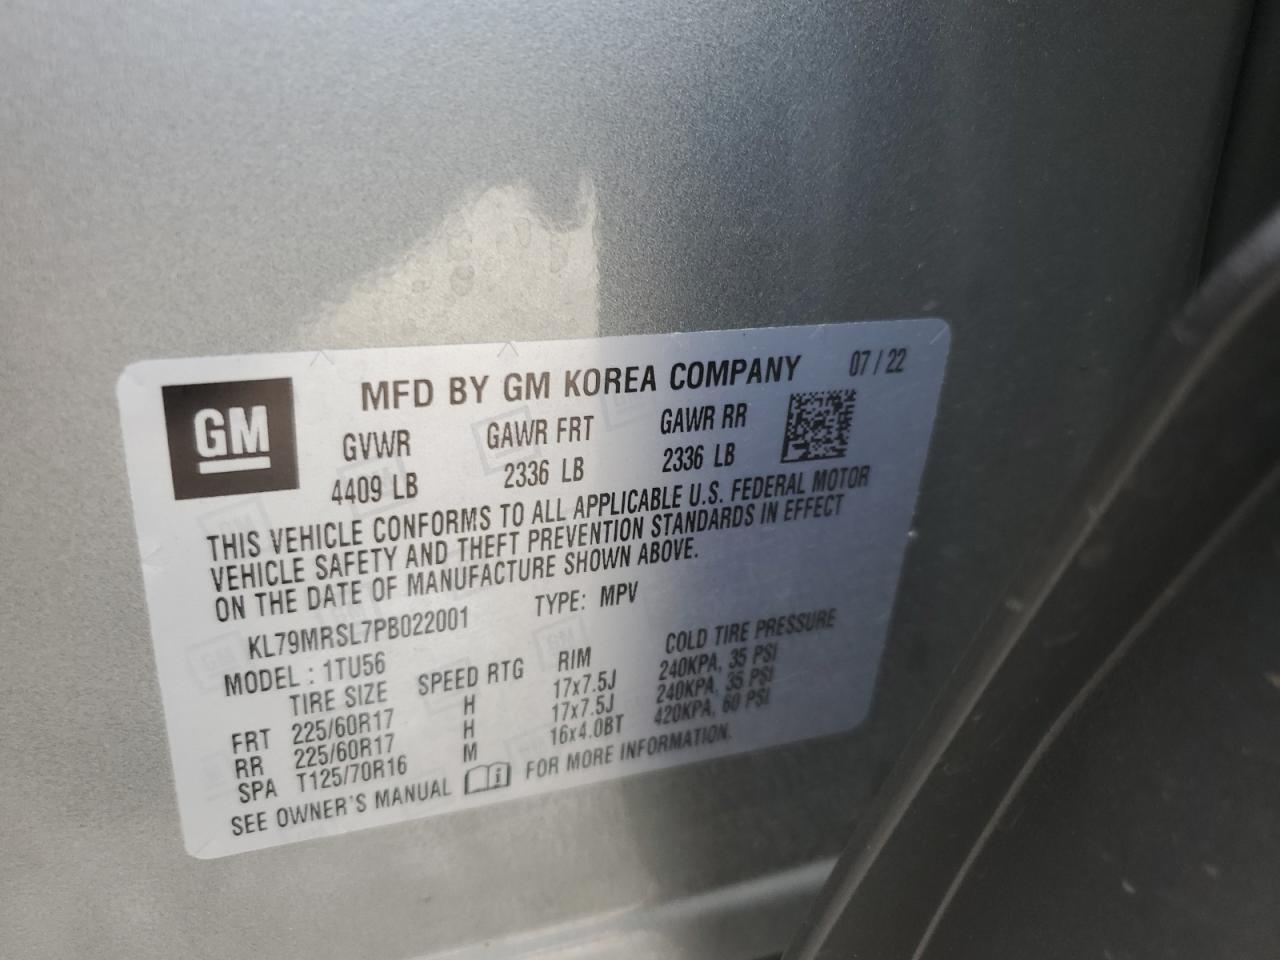 GM
MFD BY GM KOREA COMPANY 07/22
GVWR GAWR FRT GAWR RR
4409 LB 2336 LB 2336 LB
THIS VEHICLE CONFORMS TO ALL APPLICABLE U.S. FEDERAL MOTOR
VEHICLE SAFETY AND THEFT PREVENTION STANDARDS IN EFFECT
ON THE DATE OF MANUFACTURE SHOWN ABOVE.
KL79MRSL7PB022001 TYPE: MPV
MODEL : 1TU56
TIRE SIZE SPEED RTG RIM COLD TIRE PRESSURE
FRT 225/60R17 H 17x7.5J 240KPA, 35 PSI
RR 225/60R17 H 17x7.5J 240KPA, 35 PSI
SPA T125/70R16 M 16x4.0BT 420KPA, 60 PSI
SEE OWNER'S MANUAL i FOR MORE INFORMATION.